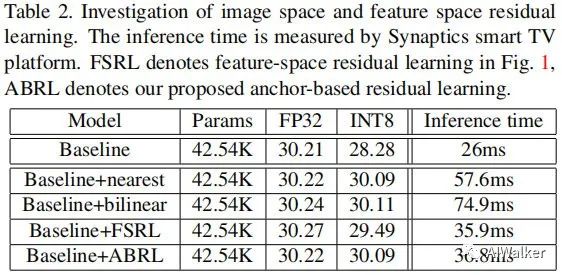 Table 2. Investigation of image space and feature space residual
learning. The inference time is measured by Synaptics smart TV
platform. FSRL denotes feature-space residual learning in Fig. 1,
ABRL denotes our proposed anchor-based residual learning.
Model Params FP32 INT8 Inference time
Baseline 42.54K 30.21 28.28 26ms
Baseline+nearest 42.54K 30.22 30.09 57.6ms
Baseline+bilinear 42.54K 30.24 30.11 74.9ms
Baseline+FSRL 42.54K 30.27 29.49 35.9ms
Baseline+ABRL 42.54K 30.22 30.09
AIWalker